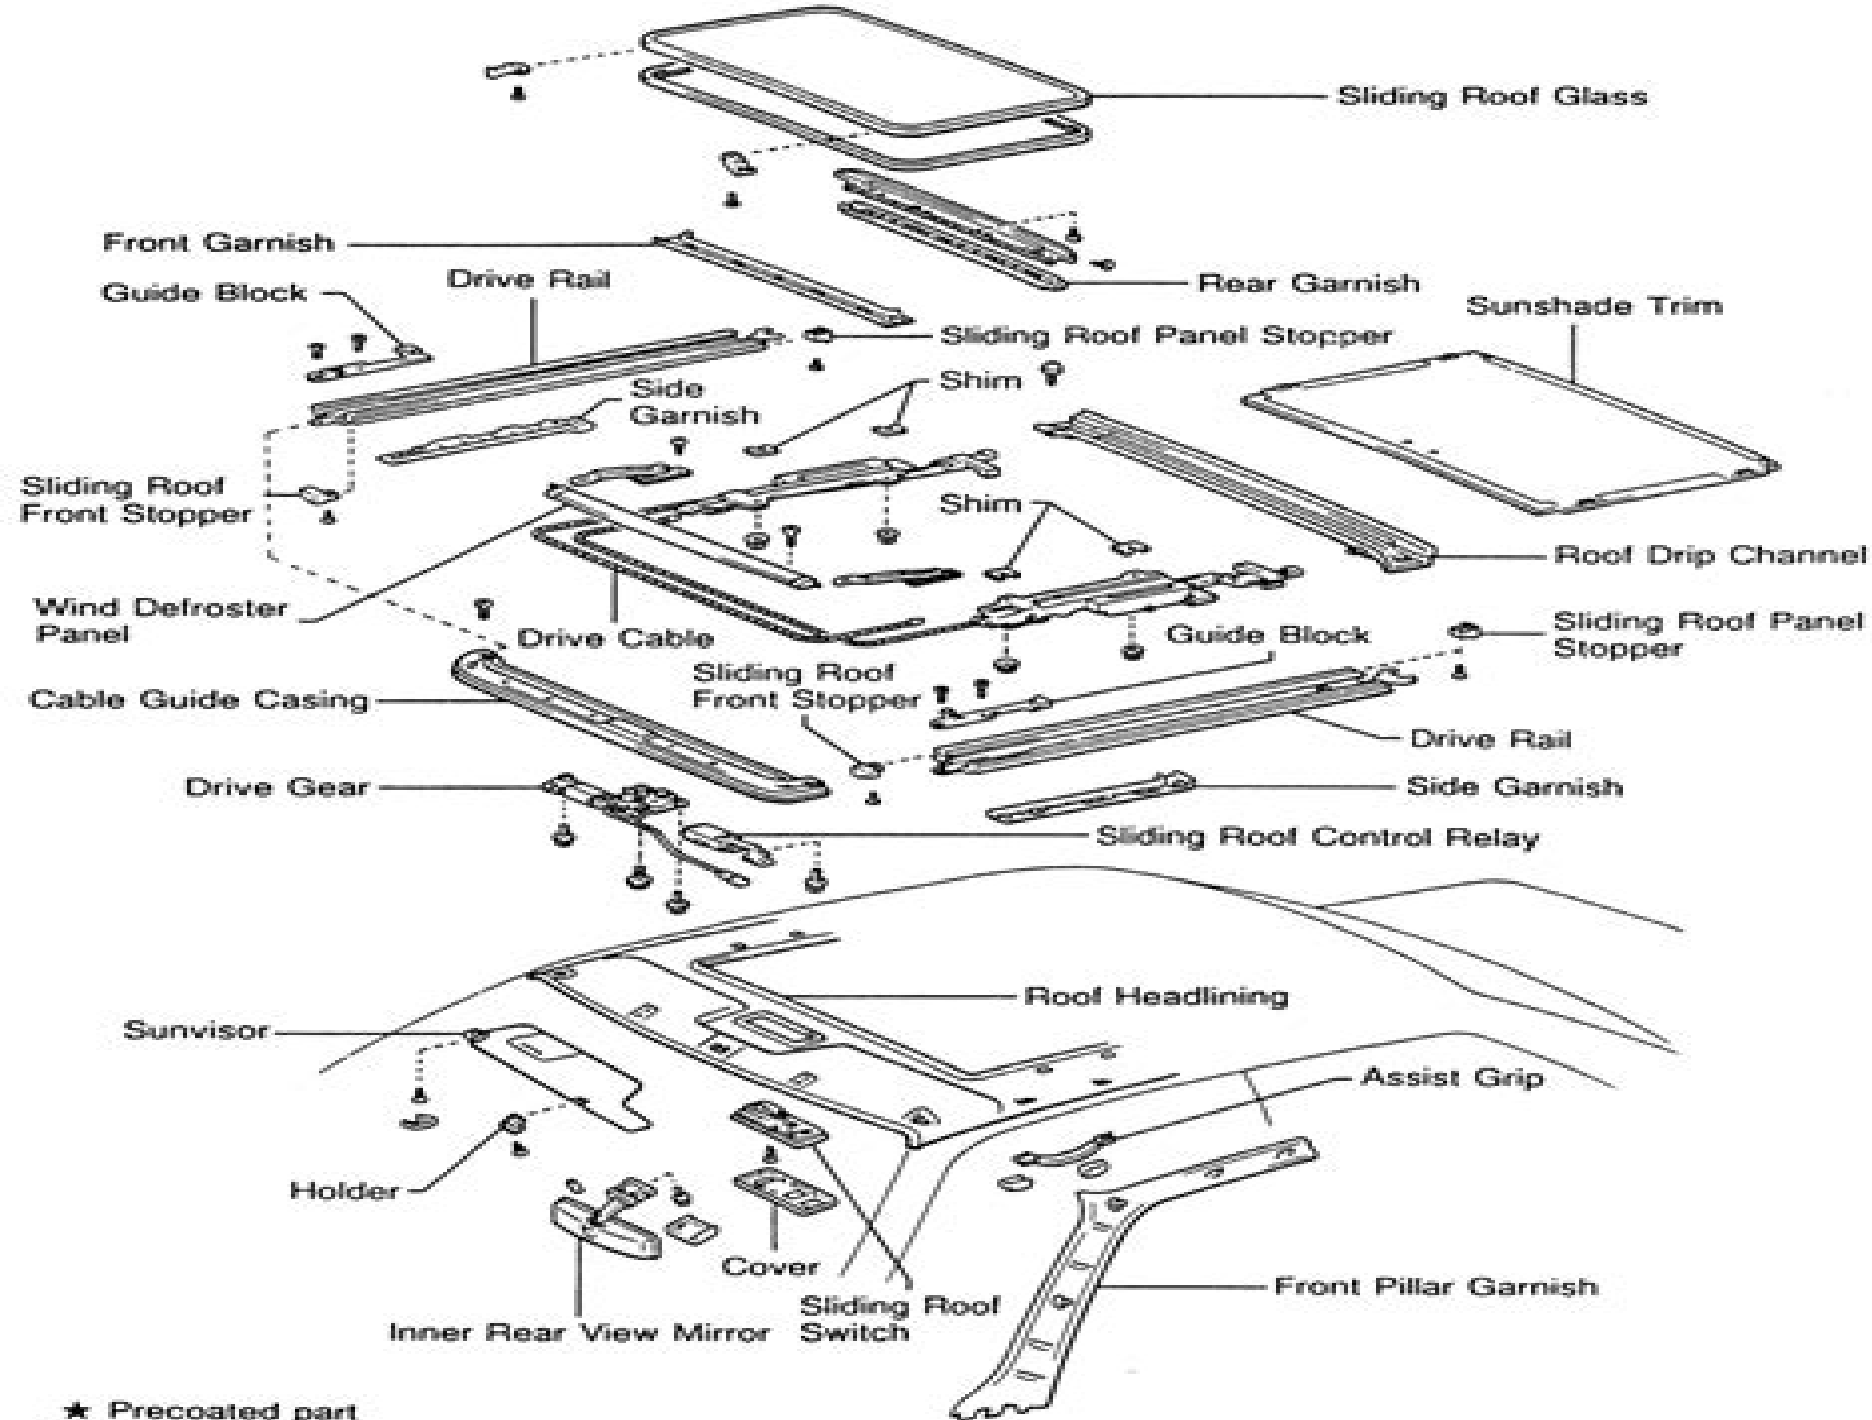 Sliding Roof Glass
Front Garnish
Drive Rail
Guide Block
Rear Garnish
Sunshade Trim
Sliding Roof Panel Stopper
Shim
Side
Garnish
Sliding Roof
Front Stopper
Shim
Roof Drip Channel
Wind Defroster
Panel
Drive Cable
Guide Block
Sliding Roof Panel
Stopper
Sliding Roof
Front Stopper
Cable Guide Casing
Drive Rail
Drive Gear
Side Garnish
Sliding Roof Control Relay
Roof Headlining
Sunvisor
Assist Grip
Holder
Cover
Front Pillar Garnish
Sliding Roof
Switch
Inner Rear View Mirror
★ Precoated part